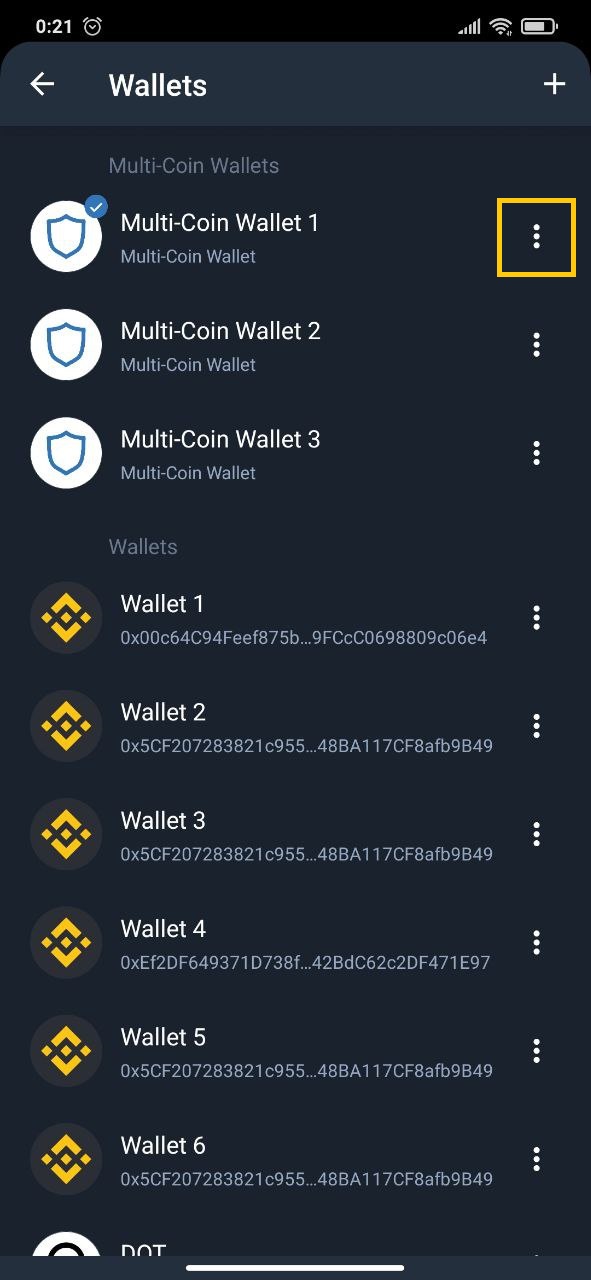 0:21
Wallets
Multi-Coin Wallets
Multi-Coin Wallet 1
Multi-Coin Wallet
Multi-Coin Wallet 2
Multi-Coin Wallet
Multi-Coin Wallet 3
Multi-Coin Wallet
Wallets
Wallet 1
0x00c64C94Feef875b...9FCcC0698809c06e4
Wallet 2
0x5CF207283821c955...48BA117CF8afb9B49
Wallet 3
0x5CF207283821c955...48BA117CF8afb9B49
Wallet 4
0xEf2DF649371D738f...42BdC62c2DF471E97
Wallet 5
0x5CF207283821c955...48BA117CF8afb9B49
Wallet 6
0x5CF207283821c955...48BA117CF8afb9B49
DOT